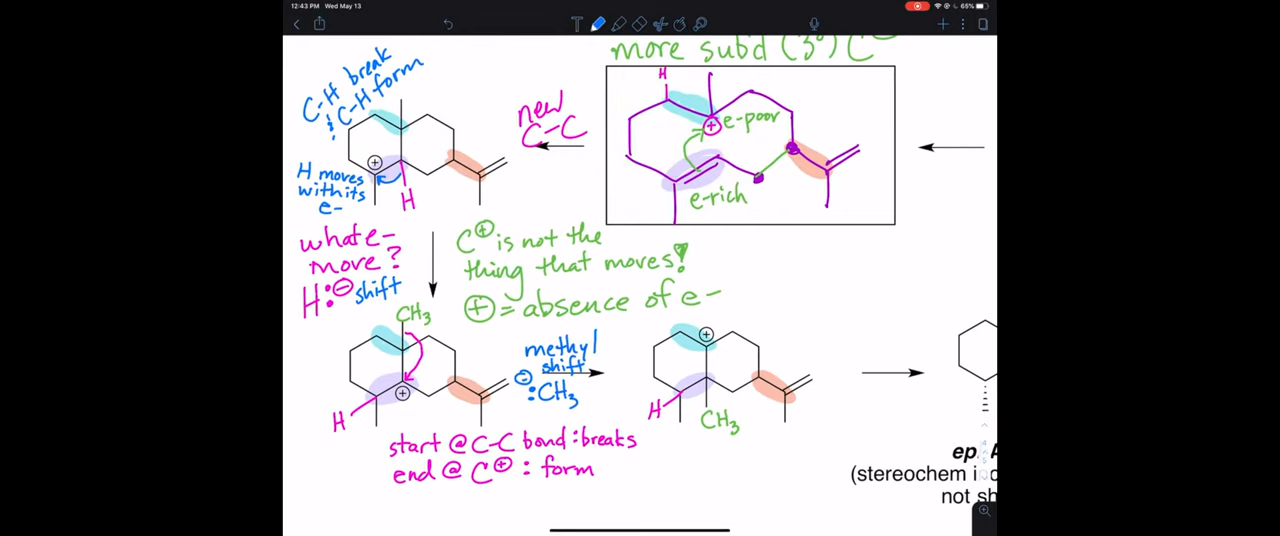 12:43 PM Wed May 13
65%
more subd (3°) C
C-H break
C-H form
H
new
C-C
+ e-poor
e-rich
+
H moves
with its
e-
H
what e-
more?
H:⊖ shift
C⊕ is not the
thing that moves!
⊕ = absence of e-
CH₃
+
H
methyl
shift
⊖:CH₃
+
H
CH₃
start @ C-C bond : breaks
end @ C⊕ : form
(stereochem
not sh